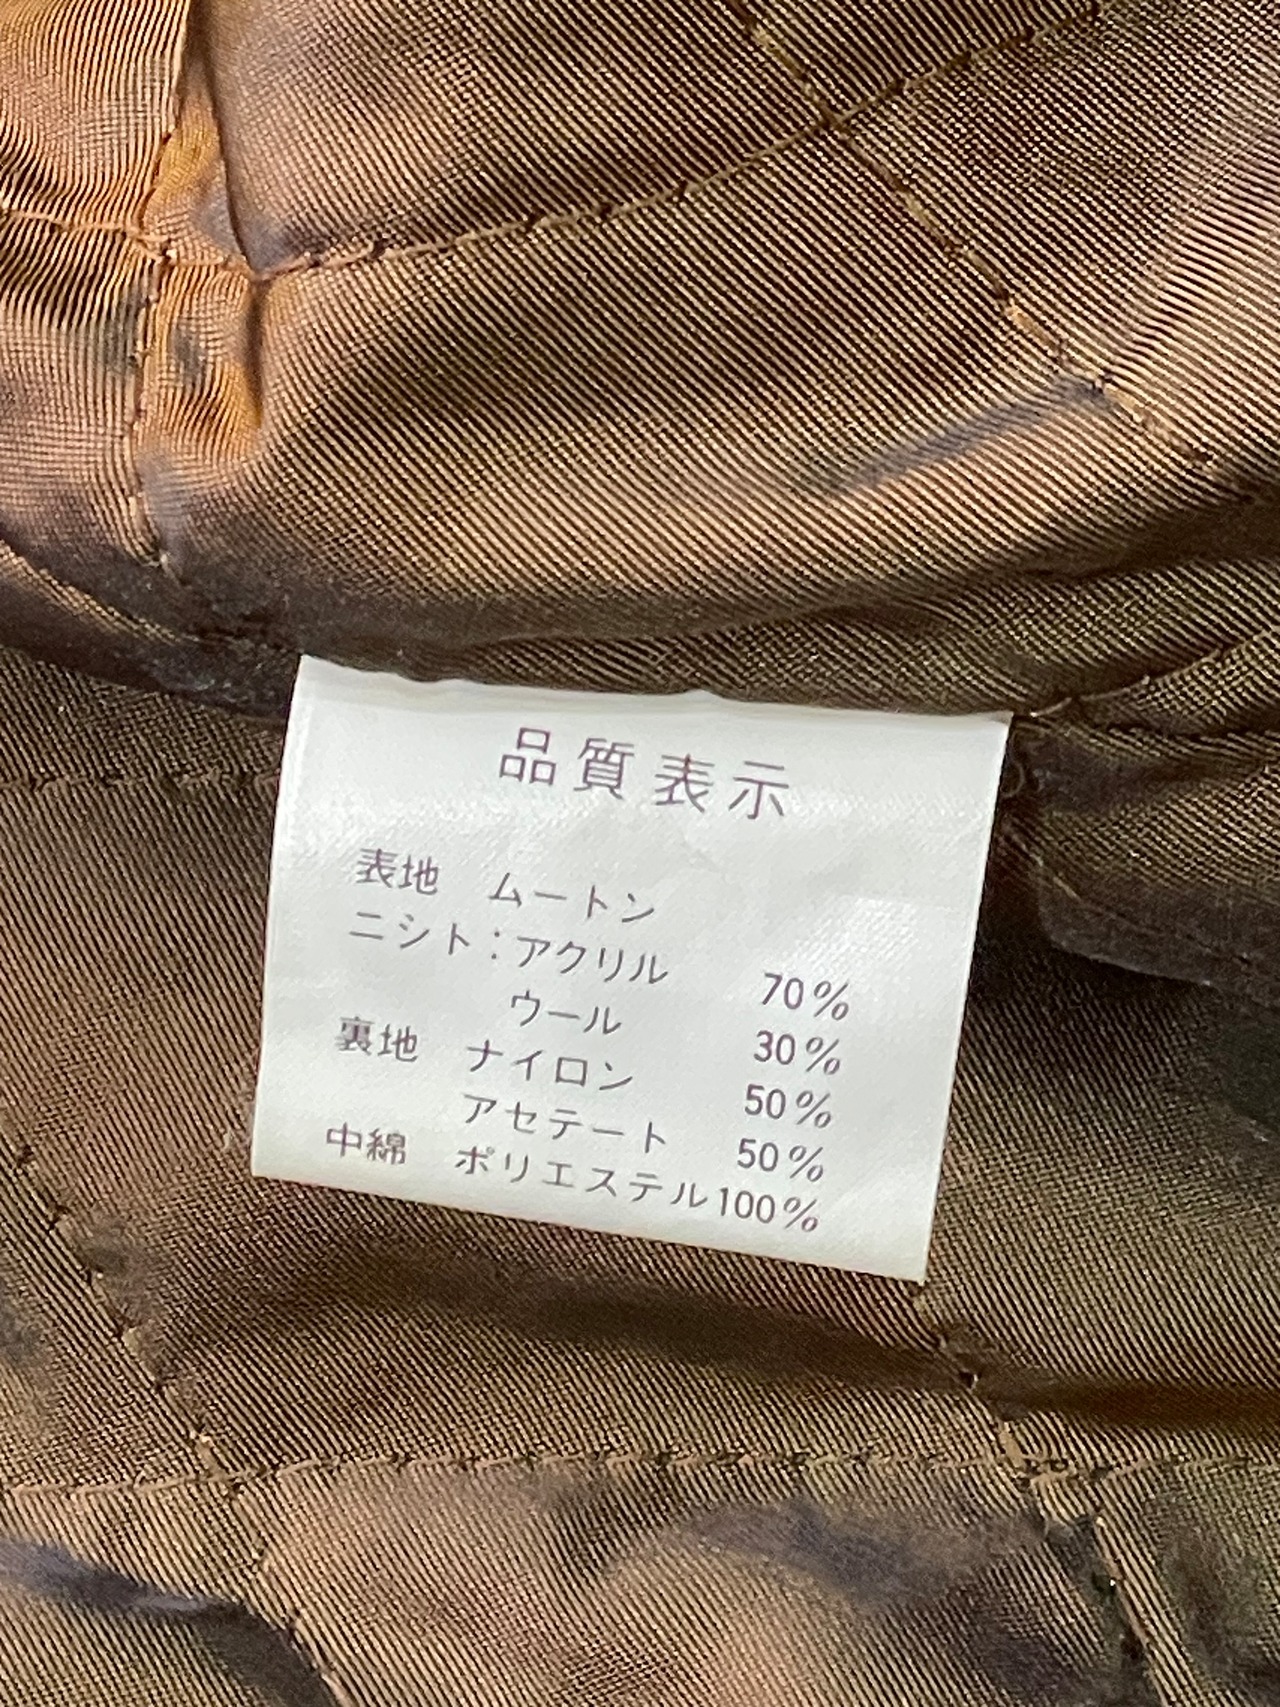 品質表示
表地 ムートン
ニシト:アクリル 70%
ウール 30%
裏地 ナイロン 50%
アセテート 50%
中綿 ポリエステル100%